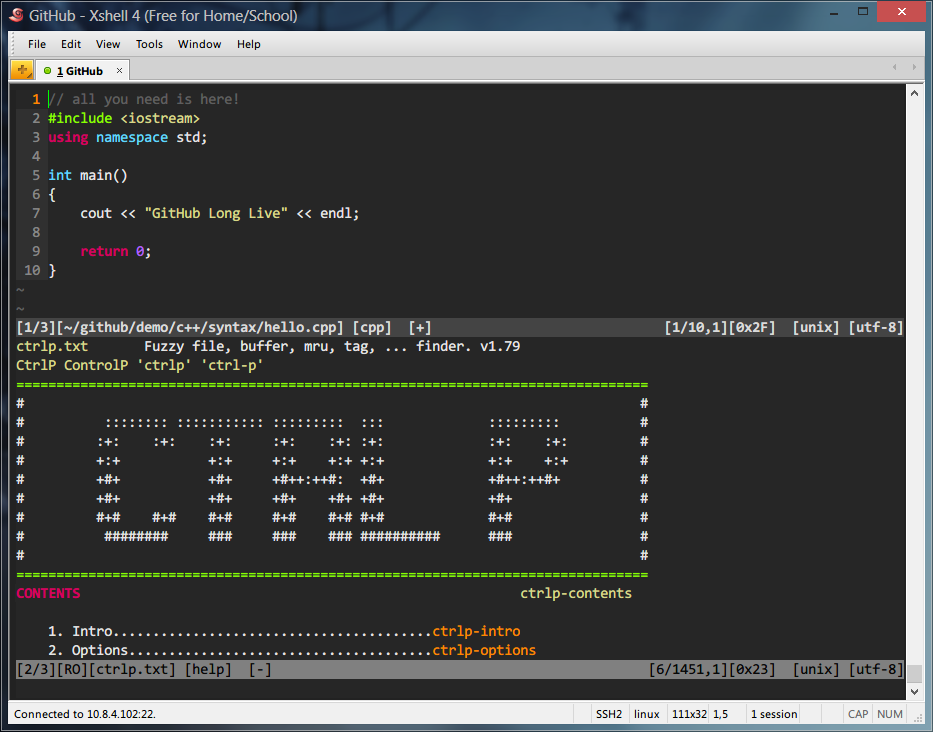 GitHub - Xshell 4 (Free for Home/School)
File Edit View Tools Window Help
1 GitHub
1 // all you need is here!
2 #include <iostream>
3 using namespace std;
4
5 int main()
6 {
7     cout << "GitHub Long Live" << endl;
8
9     return 0;
10 }
~
~
[1/3][~/github/demo/c++/syntax/hello.cpp] [cpp]  [+]                             [1/10,1][0x2F]  [unix] [utf-8]
ctrlp.txt       Fuzzy file, buffer, mru, tag, ... finder. v1.79
CtrlP ControlP 'ctrlp' 'ctrl-p'
===============================================================================
#                                                                             #
#          :::::::: ::::::::::: :::::::::  :::             :::::::::          #
#         :+:    :+:    :+:     :+:    :+: :+:             :+:    :+:         #
#         +:+           +:+     +:+    +:+ +:+             +:+    +:+         #
#         +#+           +#+     +#++:++#:  +#+             +#++:++#+          #
#         +#+           +#+     +#+    +#+ +#+             +#+                #
#         #+#    #+#    #+#     #+#    #+# #+#             #+#                #
#          ########     ###     ###    ### ##########      ###                #
#                                                                             #
===============================================================================
CONTENTS                                                       ctrlp-contents
    1. Intro........................................ctrlp-intro
    2. Options......................................ctrlp-options
[2/3][RO][ctrlp.txt] [help]  [-]                                               [6/1451,1][0x23]  [unix] [utf-8]
Connected to 10.8.4.102:22. SSH2 linux 111x32 1,5 1 session CAP NUM